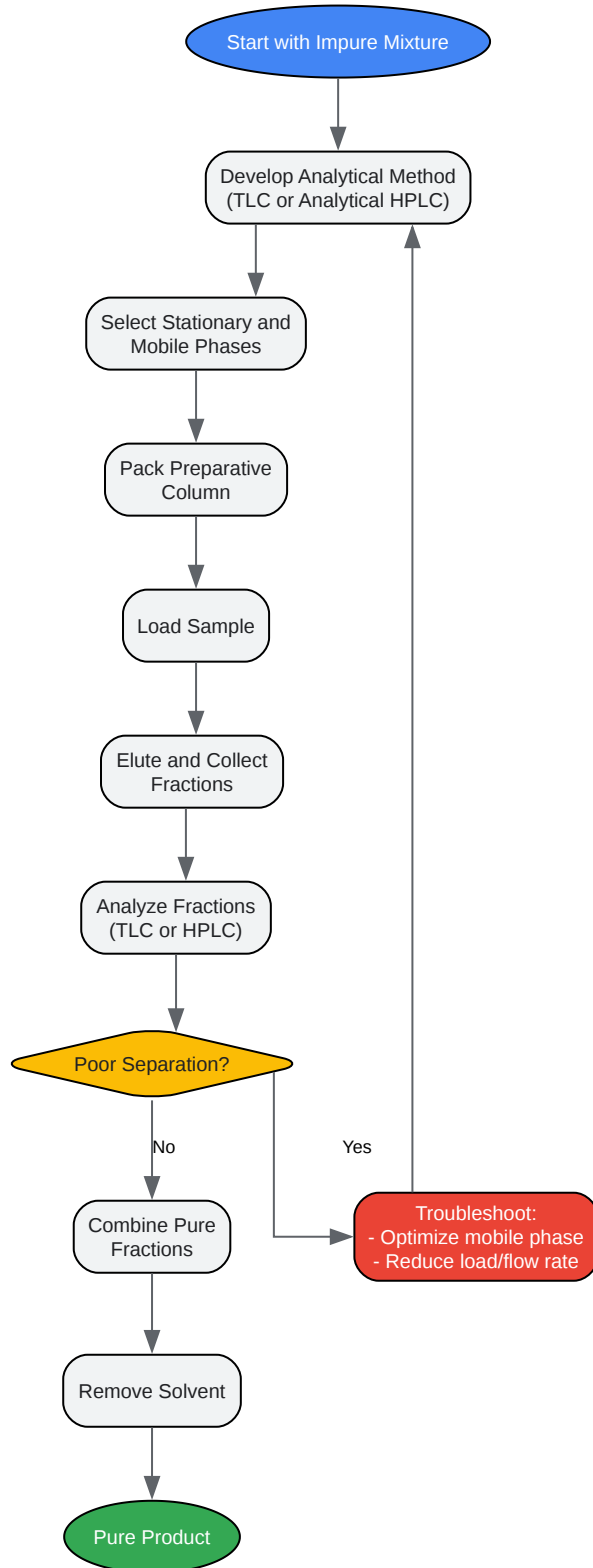 Start with Impure Mixture
Develop Analytical Method
(TLC or Analytical HPLC)
Select Stationary and
Mobile Phases
Pack Preparative
Column
Load Sample
Elute and Collect
Fractions
Analyze Fractions
(TLC or HPLC)
Poor Separation?
No
Yes
Combine Pure
Fractions
Troubleshoot:
- Optimize mobile phase
- Reduce load/flow rate
Remove Solvent
Pure Product